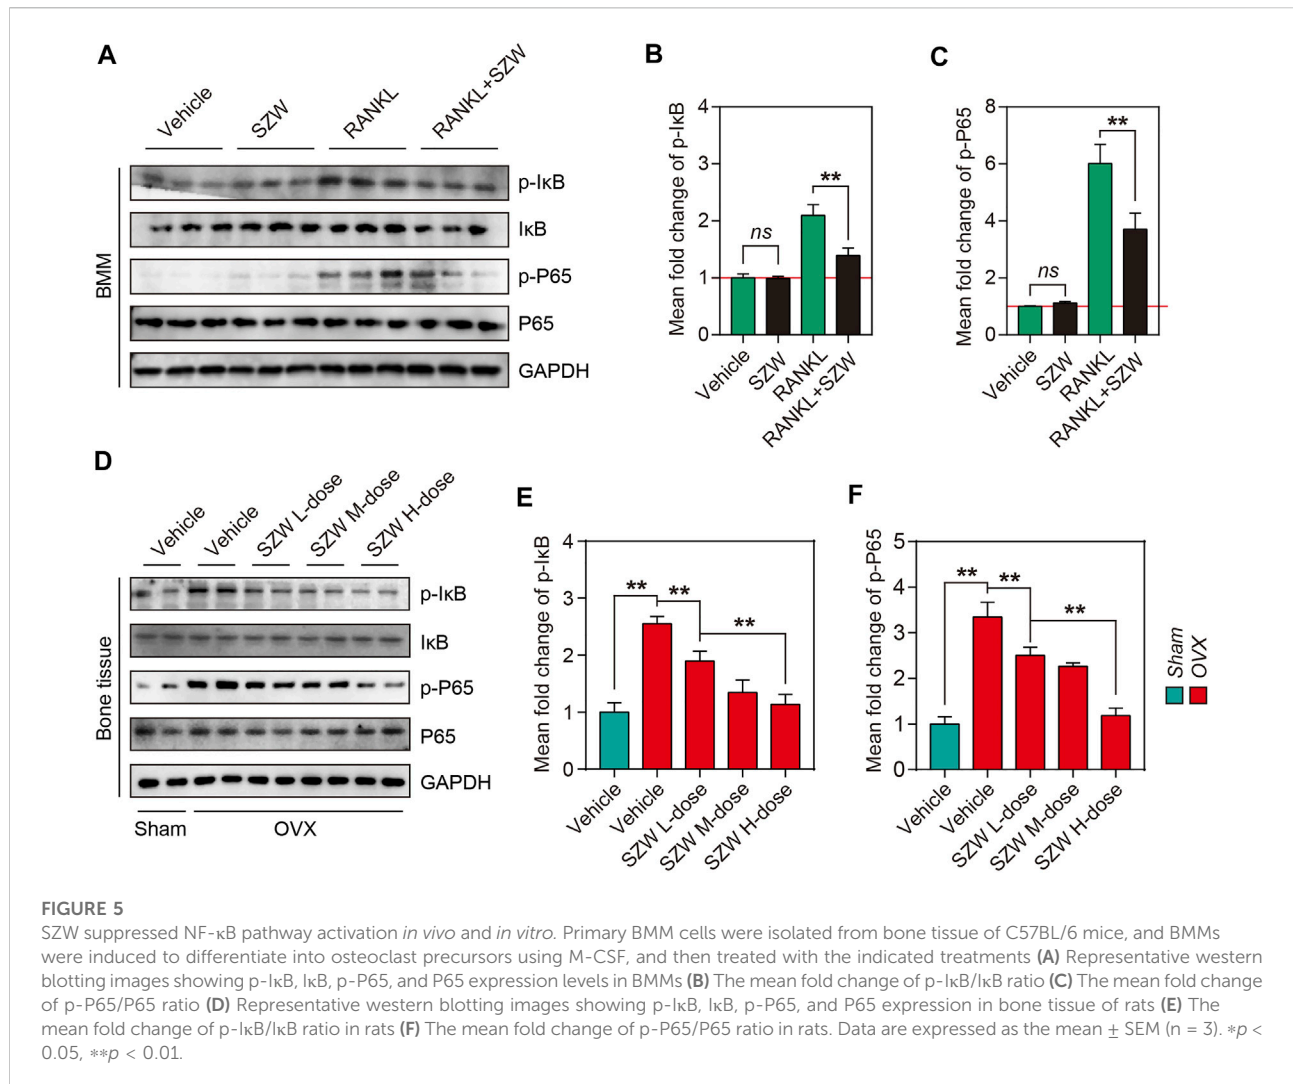 A
Vehicle
SZW
RANKL
RANKL+SZW
BMM
p-IκB
IκB
p-P65
P65
GAPDH
B
Mean fold change of p-IκB
4
3
2
1
0
ns
**
Vehicle
SZW
RANKL
RANKL+SZW
C
Mean fold change of p-P65
8
6
4
2
0
ns
**
Vehicle
SZW
RANKL
RANKL+SZW
D
Vehicle
Vehicle
SZW L-dose
SZW M-dose
SZW H-dose
Bone tissue
p-IκB
IκB
p-P65
P65
GAPDH
Sham
OVX
E
Mean fold change of p-IκB
4
3
2
1
0
**
**
**
Vehicle
Vehicle
SZW L-dose
SZW M-dose
SZW H-dose
F
Mean fold change of p-P65
5
4
3
2
1
0
**
**
**
Vehicle
Vehicle
SZW L-dose
SZW M-dose
SZW H-dose
Sham
OVX
FIGURE 5
SZW suppressed NF-κB pathway activation in vivo and in vitro. Primary BMM cells were isolated from bone tissue of C57BL/6 mice, and BMMs
were induced to differentiate into osteoclast precursors using M-CSF, and then treated with the indicated treatments (A) Representative western
blotting images showing p-IκB, IκB, p-P65, and P65 expression levels in BMMs (B) The mean fold change of p-IκB/IκB ratio (C) The mean fold change
of p-P65/P65 ratio (D) Representative western blotting images showing p-IκB, IκB, p-P65, and P65 expression in bone tissue of rats (E) The
mean fold change of p-IκB/IκB ratio in rats (F) The mean fold change of p-P65/P65 ratio in rats. Data are expressed as the mean ± SEM (n = 3). *p <
0.05, **p < 0.01.